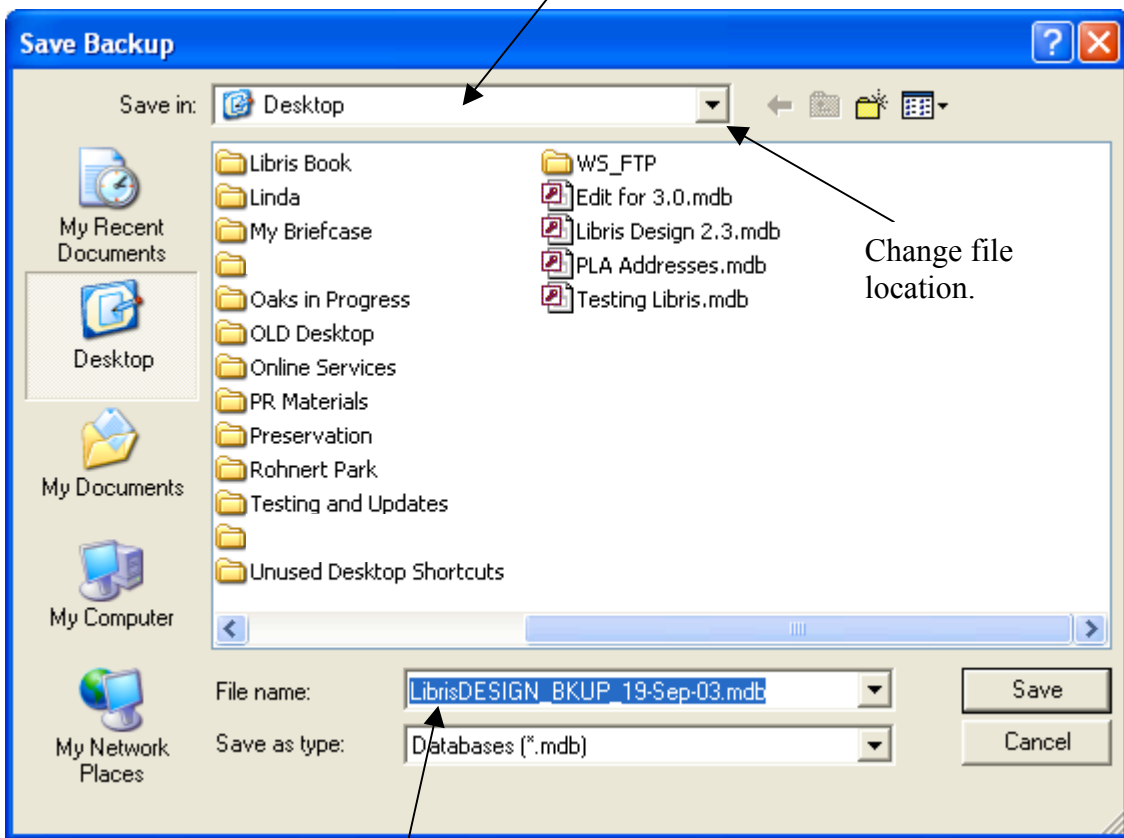 Save Backup
Save in:
Desktop
My Recent
Documents
Desktop
My Documents
My Computer
My Network
Places
Libris Book
Linda
My Briefcase
Oaks in Progress
OLD Desktop
Online Services
PR Materials
Preservation
Rohnert Park
Testing and Updates
Unused Desktop Shortcuts
WS_FTP
Edit for 3.0.mdb
Libris Design 2.3.mdb
PLA Addresses.mdb
Testing Libris.mdb
Change file
location.
File name:
LibrisDESIGN_BKUP_19-Sep-03.mdb
Save
Save as type:
Databases (*.mdb)
Cancel